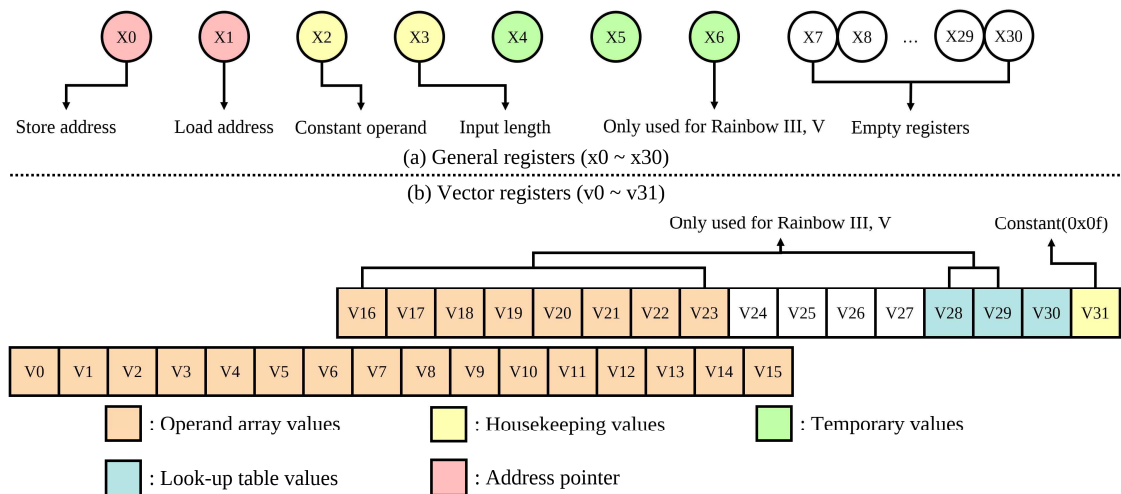 X0 X1 X2 X3 X4 X5 X6 X7 X8 ... X29 X30
Store address Load address Constant operand Input length Only used for Rainbow III, V Empty registers
(a) General registers (x0 ~ x30)
(b) Vector registers (v0 ~ v31)
Only used for Rainbow III, V Constant(0x0f)
V16 V17 V18 V19 V20 V21 V22 V23 V24 V25 V26 V27 V28 V29 V30 V31
V0 V1 V2 V3 V4 V5 V6 V7 V8 V9 V10 V11 V12 V13 V14 V15
: Operand array values : Housekeeping values : Temporary values
: Look-up table values : Address pointer